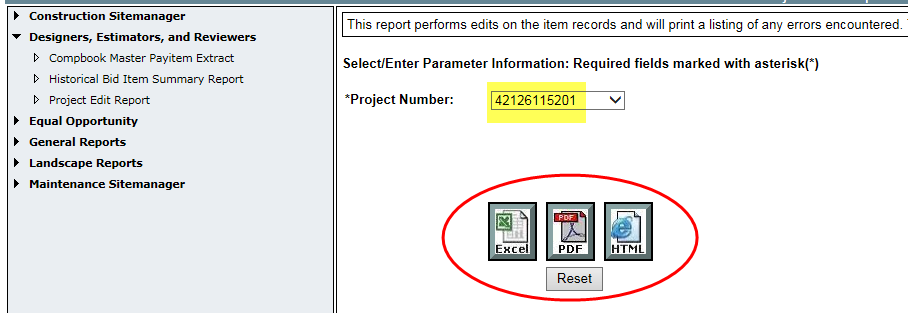 Construction Sitemanager
Designers, Estimators, and Reviewers
Compbook Master Payitem Extract
Historical Bid Item Summary Report
Project Edit Report
Equal Opportunity
General Reports
Landscape Reports
Maintenance Sitemanager
This report performs edits on the item records and will print a listing of any errors encountered.
Select/Enter Parameter Information: Required fields marked with asterisk(*)
*Project Number: 42126115201
Excel PDF PDF HTML
Reset